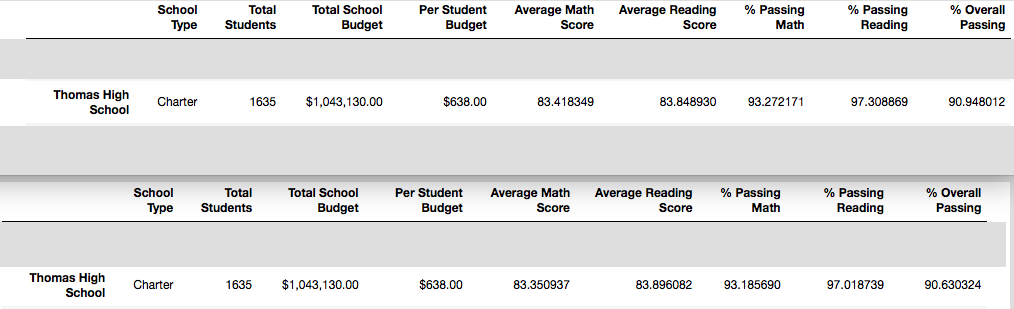 School Total Total School Per Student Average Math Average Reading % Passing % Passing % Overall
Type Students Budget Budget Score Score Math Reading Passing
Thomas High
School Charter 1635 $1,043,130.00 $638.00 83.418349 83.848930 93.272171 97.308869 90.948012
School Total Total School Per Student Average Math Average Reading % Passing % Passing % Overall
Type Students Budget Budget Score Score Math Reading Passing
Thomas High
School Charter 1635 $1,043,130.00 $638.00 83.350937 83.896082 93.185690 97.018739 90.630324